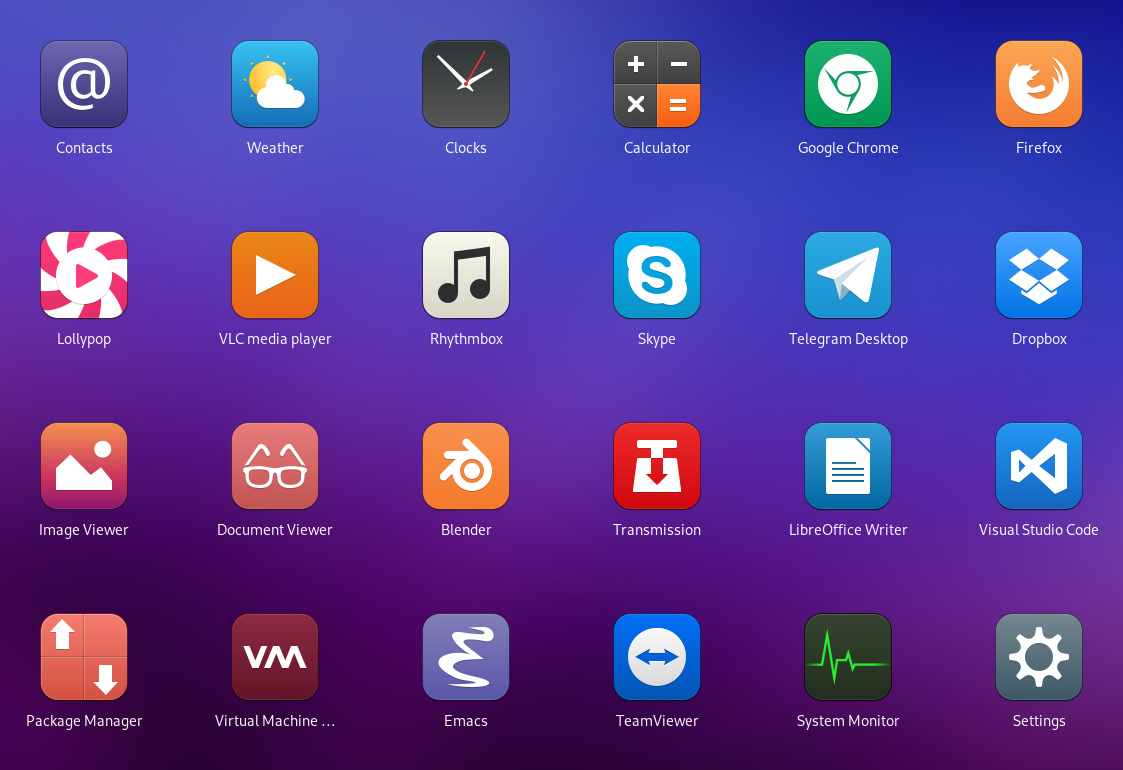 @
Contacts
Weather
Clocks
Calculator
Google Chrome
Firefox
Lollypop
VLC media player
Rhythmbox
S
Skype
Telegram Desktop
Dropbox
Image Viewer
Document Viewer
Blender
Transmission
LibreOffice Writer
Visual Studio Code
Package Manager
VM
Virtual Machine …
Emacs
TeamViewer
System Monitor
Settings